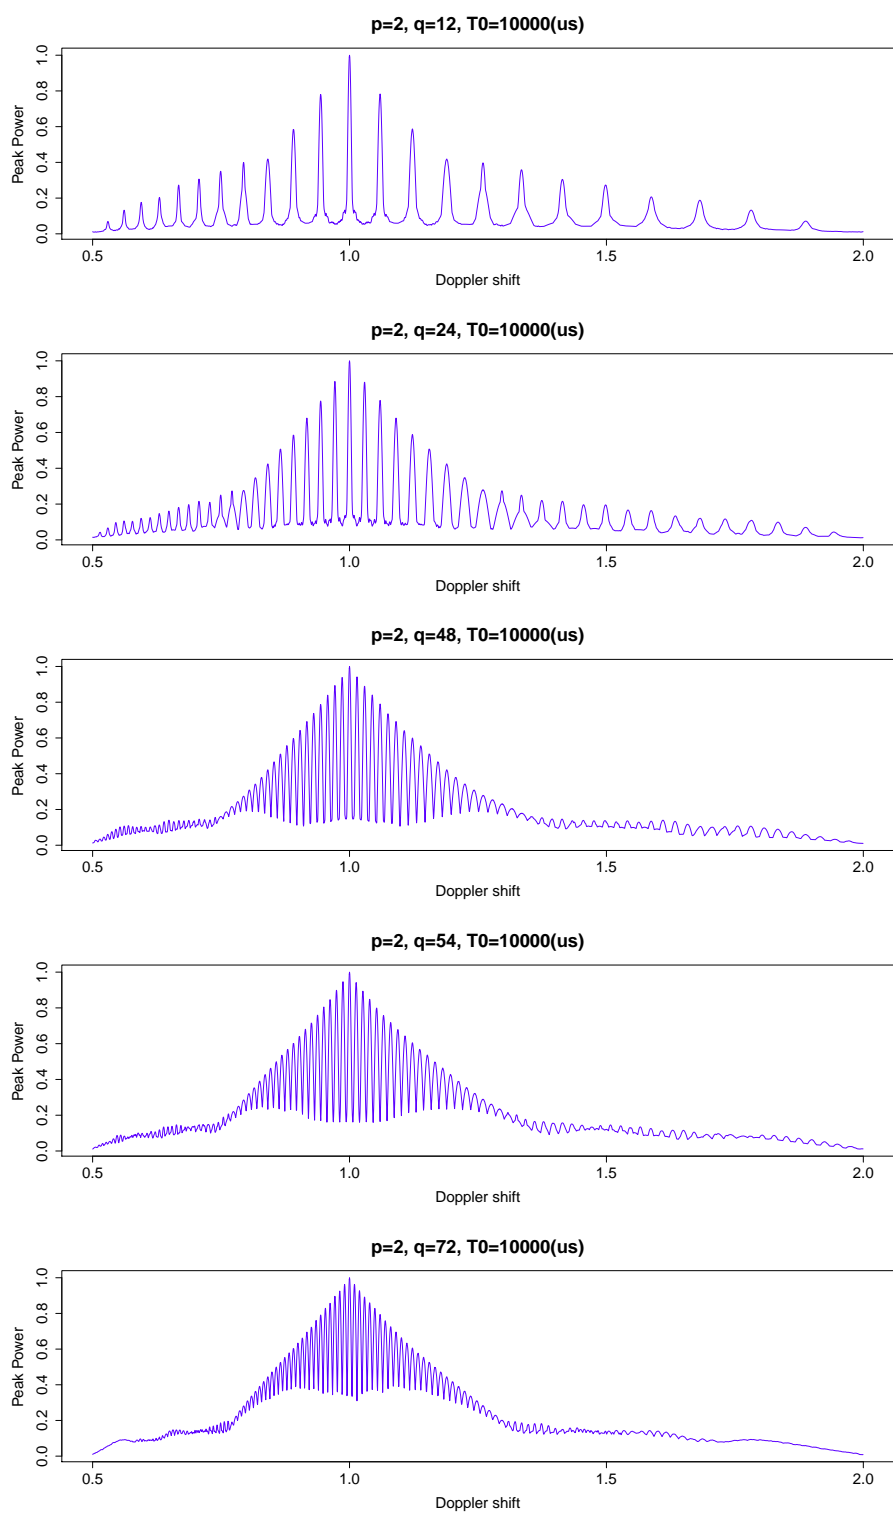 p=2, q=12, T0=10000(us)
Peak Power
0.0 0.2 0.4 0.6 0.8 1.0
0.5 1.0 1.5 2.0
Doppler shift
p=2, q=24, T0=10000(us)
Peak Power
0.0 0.2 0.4 0.6 0.8 1.0
0.5 1.0 1.5 2.0
Doppler shift
p=2, q=48, T0=10000(us)
Peak Power
0.0 0.2 0.4 0.6 0.8 1.0
0.5 1.0 1.5 2.0
Doppler shift
p=2, q=54, T0=10000(us)
Peak Power
0.0 0.2 0.4 0.6 0.8 1.0
0.5 1.0 1.5 2.0
Doppler shift
p=2, q=72, T0=10000(us)
Peak Power
0.0 0.2 0.4 0.6 0.8 1.0
0.5 1.0 1.5 2.0
Doppler shift